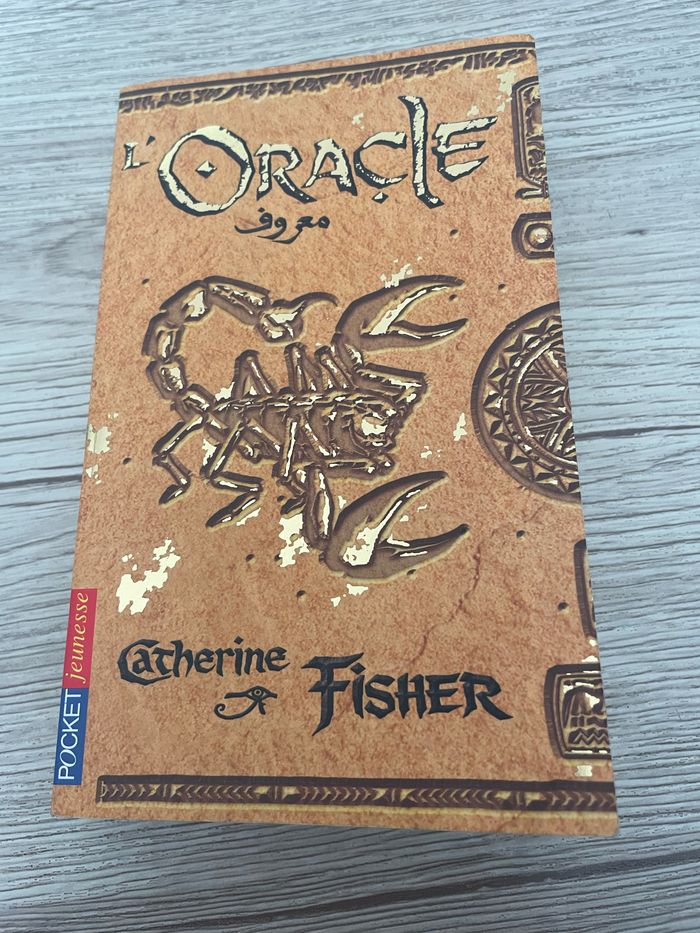 L'ORACLE
معروف
Catherine
FISHER
POCKET jeunesse